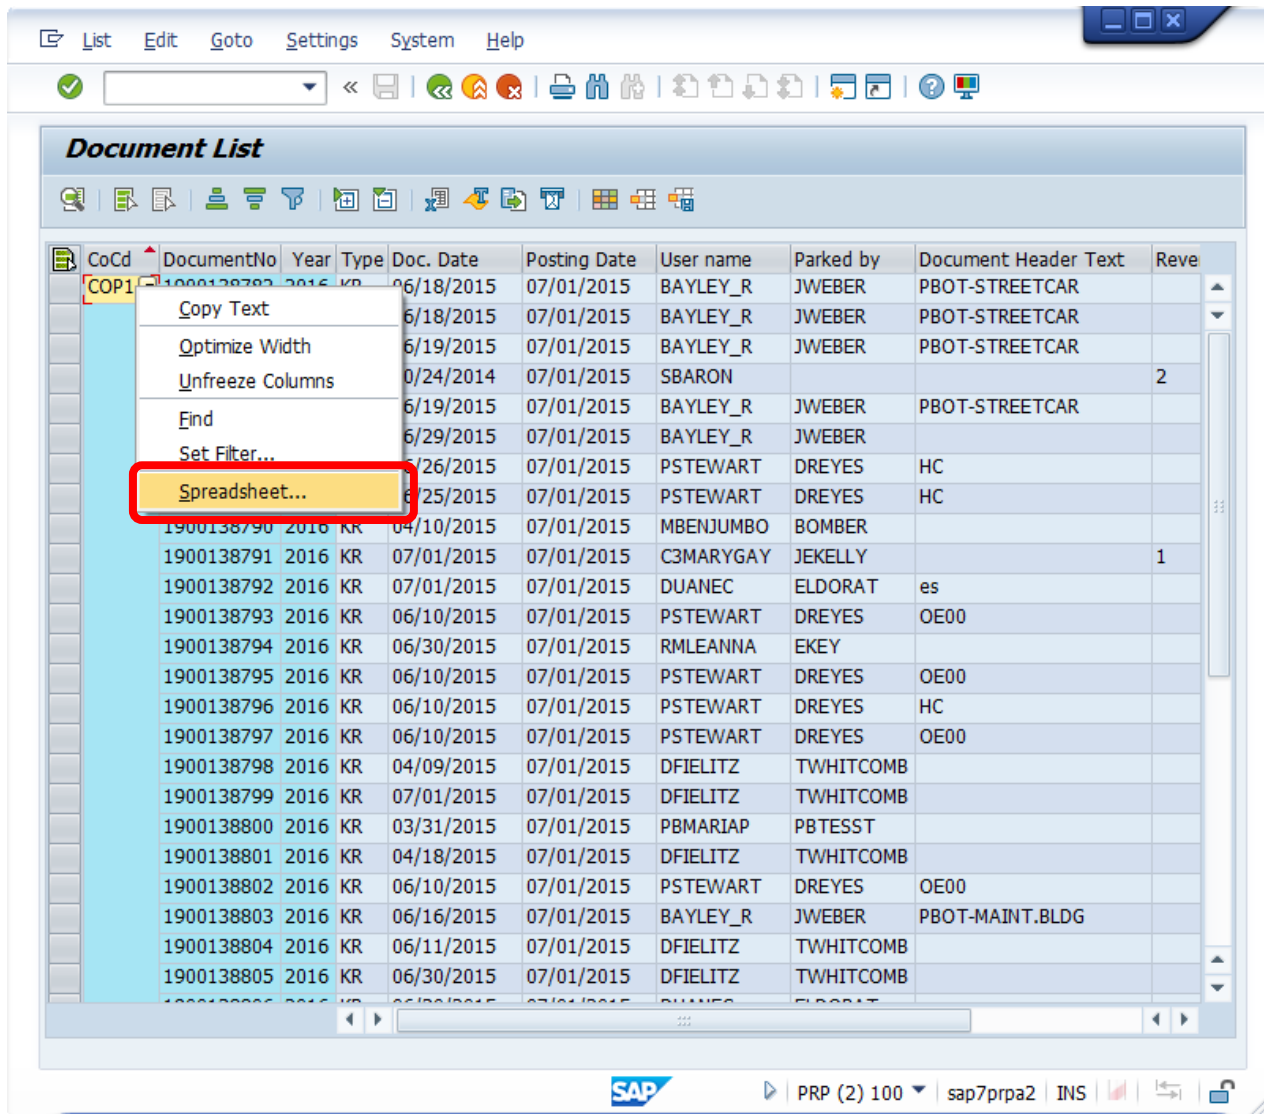 List Edit Goto Settings System Help
Document List
CoCd DocumentNo Year Type Doc. Date Posting Date User name Parked by Document Header Text Reve
COP1 1900138782 2016 KR 06/18/2015 07/01/2015 BAYLEY_R JWEBER PBOT-STREETCAR
Copy Text
6/18/2015 07/01/2015 BAYLEY_R JWEBER PBOT-STREETCAR
Optimize Width
6/19/2015 07/01/2015 BAYLEY_R JWEBER PBOT-STREETCAR
Unfreeze Columns
0/24/2014 07/01/2015 SBARON 2
Find
6/19/2015 07/01/2015 BAYLEY_R JWEBER PBOT-STREETCAR
6/29/2015 07/01/2015 BAYLEY_R JWEBER
Set Filter...
/26/2015 07/01/2015 PSTEWART DREYES HC
Spreadsheet...
/25/2015 07/01/2015 PSTEWART DREYES HC
1900138790 2016 KR 04/10/2015 07/01/2015 MBENJUMBO BOMBER
1900138791 2016 KR 07/01/2015 07/01/2015 C3MARYGAY JEKELLY 1
1900138792 2016 KR 07/01/2015 07/01/2015 DUANEC ELDORAT es
1900138793 2016 KR 06/10/2015 07/01/2015 PSTEWART DREYES OE00
1900138794 2016 KR 06/30/2015 07/01/2015 RMLEANNA EKEY
1900138795 2016 KR 06/10/2015 07/01/2015 PSTEWART DREYES OE00
1900138796 2016 KR 06/10/2015 07/01/2015 PSTEWART DREYES HC
1900138797 2016 KR 06/10/2015 07/01/2015 PSTEWART DREYES OE00
1900138798 2016 KR 04/09/2015 07/01/2015 DFIELITZ TWHITCOMB
1900138799 2016 KR 07/01/2015 07/01/2015 DFIELITZ TWHITCOMB
1900138800 2016 KR 03/31/2015 07/01/2015 PBMARIAP PBTESST
1900138801 2016 KR 04/18/2015 07/01/2015 DFIELITZ TWHITCOMB
1900138802 2016 KR 06/10/2015 07/01/2015 PSTEWART DREYES OE00
1900138803 2016 KR 06/16/2015 07/01/2015 BAYLEY_R JWEBER PBOT-MAINT.BLDG
1900138804 2016 KR 06/11/2015 07/01/2015 DFIELITZ TWHITCOMB
1900138805 2016 KR 06/30/2015 07/01/2015 DFIELITZ TWHITCOMB
SAP PRP (2) 100 sap7prpa2 INS